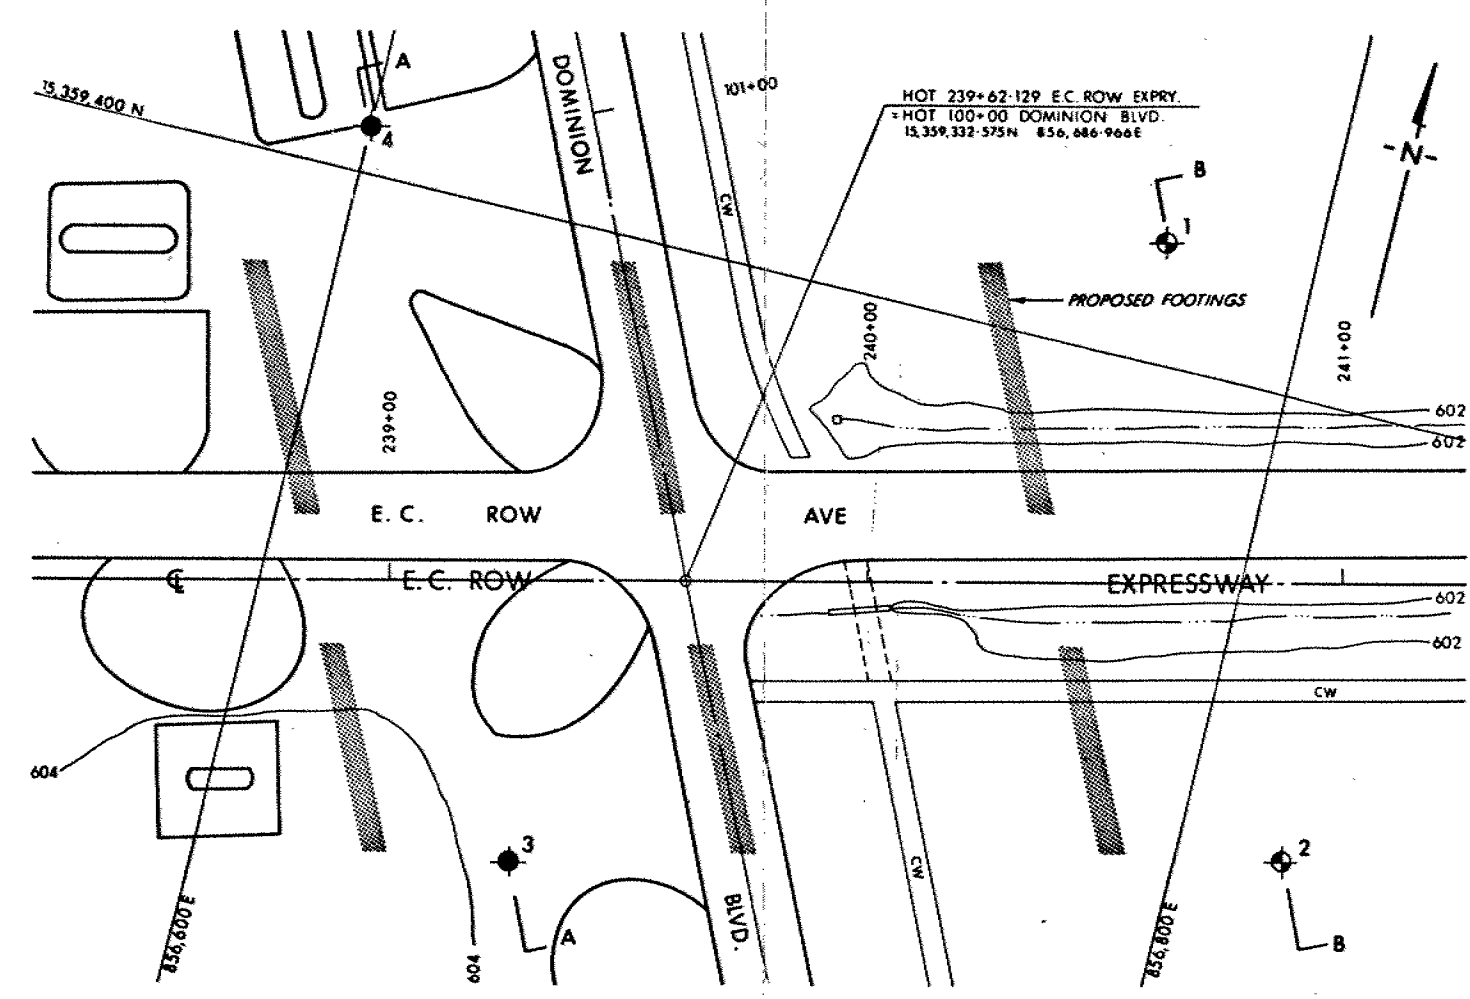 A
15,359,400 N
4
DOMINION
101+00
HOT 239+62·129 E.C. ROW EXPRY.
= HOT 100+00 DOMINION BLVD.
15,359,332·575N 856,686·966E
-N-
B
1
CW
PROPOSED FOOTINGS
240+00
241+00
239+00
602
602
E. C. ROW AVE
℄ E.C. ROW EXPRESSWAY
602
602
CW
604
3
2
CW
856,600 E
BLVD.
856,800 E
A
B
604